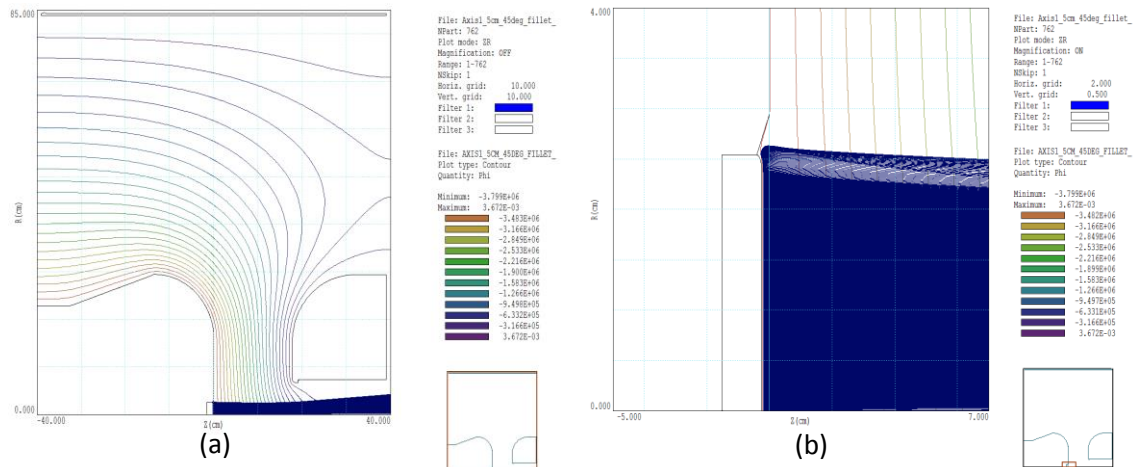 85.000
R(cm)
0.000
-40.000
Z(cm)
40.000
(a)
File: Axis1_5cm_45deg_fillet_
NPart: 762
Plot mode: ZR
Magnification: OFF
Range: 1-762
NSkip: 1
Horiz. grid: 10.000
Vert. grid: 10.000
Filter 1:
Filter 2:
Filter 3:
File: AXIS1_5CM_45DEG_FILLET_
Plot type: Contour
Quantity: Phi
Minimum: -3.799E+06
Maximum: 3.672E-03
-3.483E+06
-3.166E+06
-2.849E+06
-2.533E+06
-2.216E+06
-1.900E+06
-1.583E+06
-1.266E+06
-9.498E+05
-6.332E+05
-3.166E+05
3.672E-03
4.000
R(cm)
0.000
-5.000
Z(cm)
7.000
(b)
File: Axis1_5cm_45deg_fillet_
NPart: 762
Plot mode: ZR
Magnification: ON
Range: 1-762
NSkip: 1
Horiz. grid: 2.000
Vert. grid: 0.500
Filter 1:
Filter 2:
Filter 3:
File: AXIS1_5CM_45DEG_FILLET_
Plot type: Contour
Quantity: Phi
Minimum: -3.799E+06
Maximum: 3.672E-03
-3.482E+06
-3.166E+06
-2.849E+06
-2.533E+06
-2.216E+06
-1.899E+06
-1.583E+06
-1.266E+06
-9.497E+05
-6.331E+05
-3.166E+05
3.672E-03